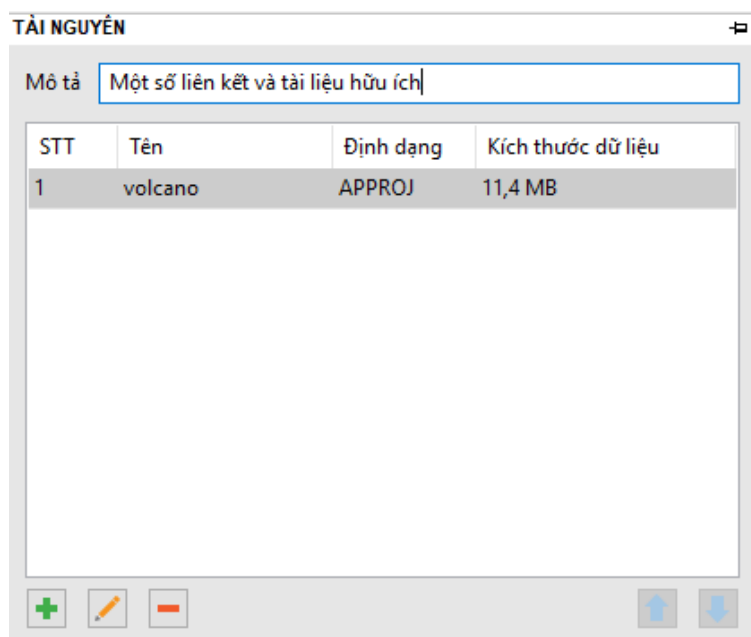 TÀI NGUYÊN
Mô tả Một số liên kết và tài liệu hữu ích
STT Tên Định dạng Kích thước dữ liệu
1 volcano APPROJ 11,4 MB